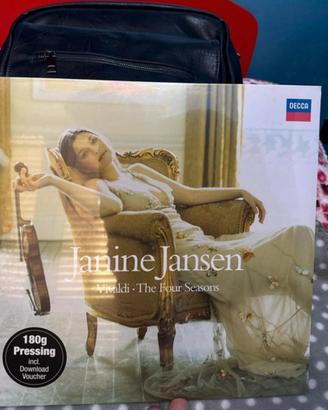 DECCA
Janine Jansen
Vivaldi · The Four Seasons
180g
Pressing
incl.
Download
Voucher